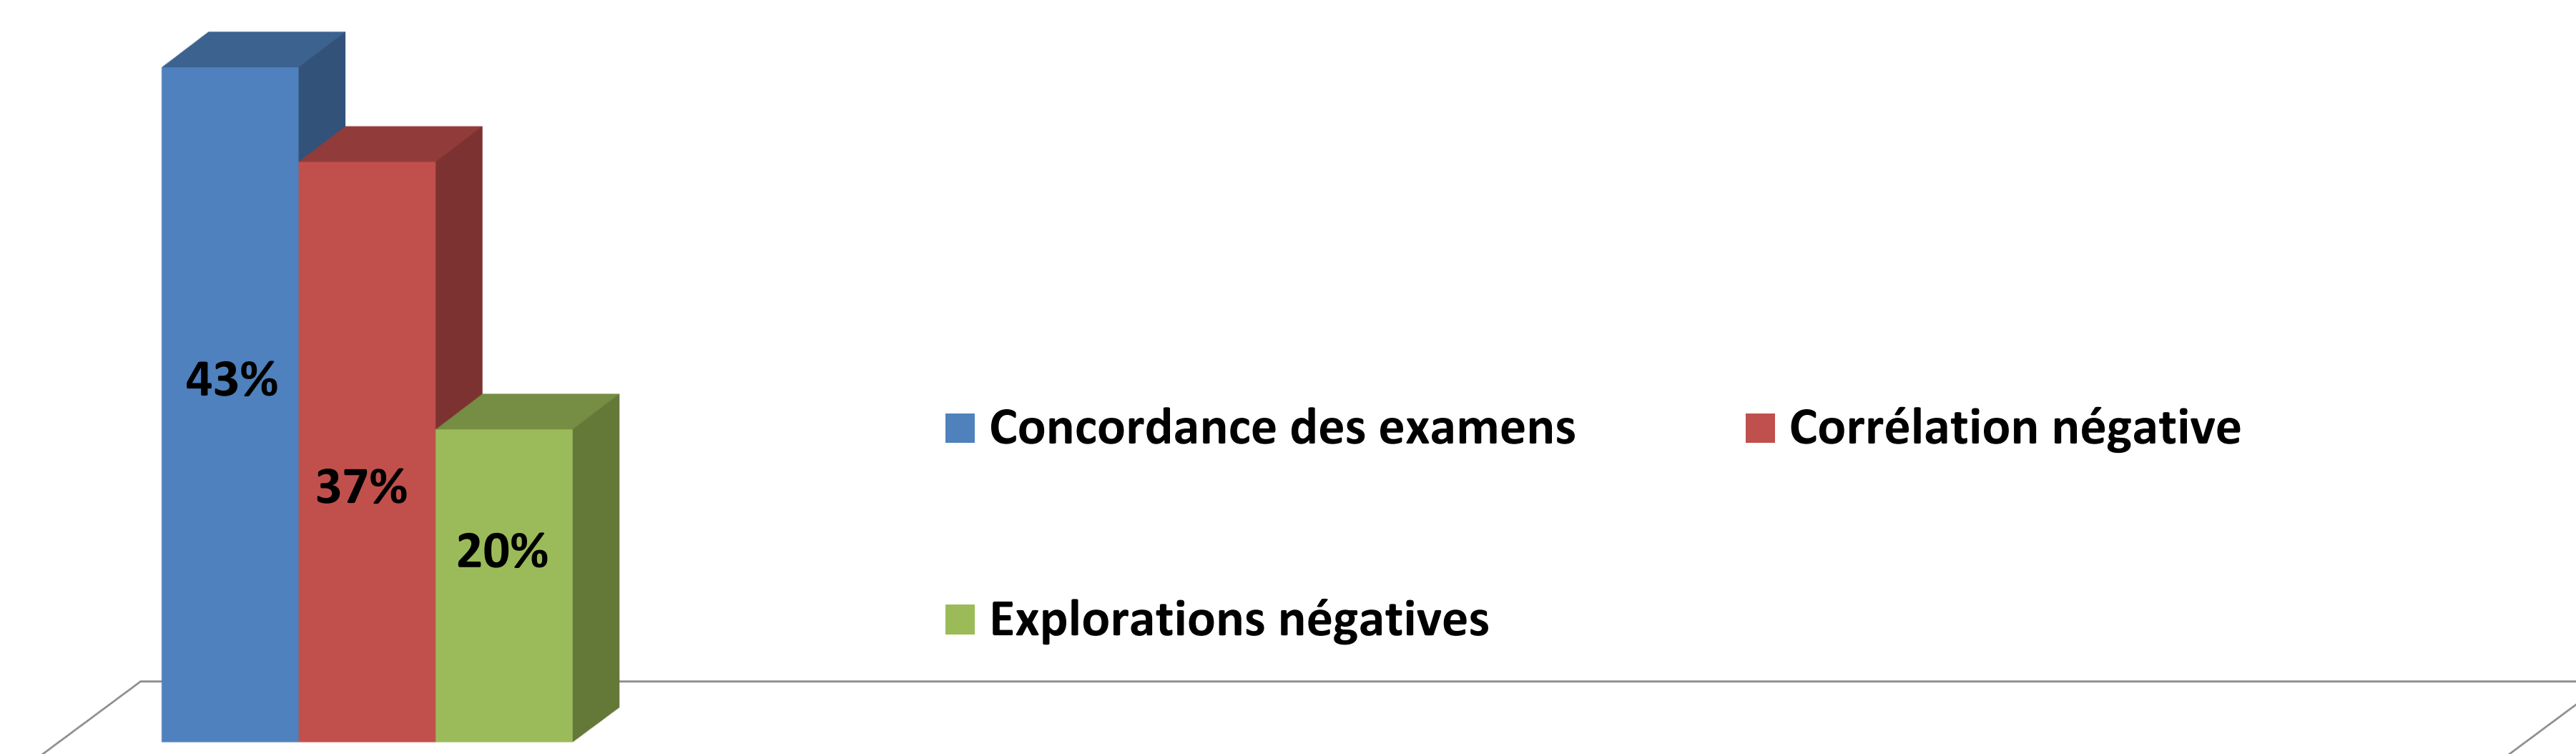 43%
37%
20%
Concordance des examens
Corrélation négative
Explorations négatives